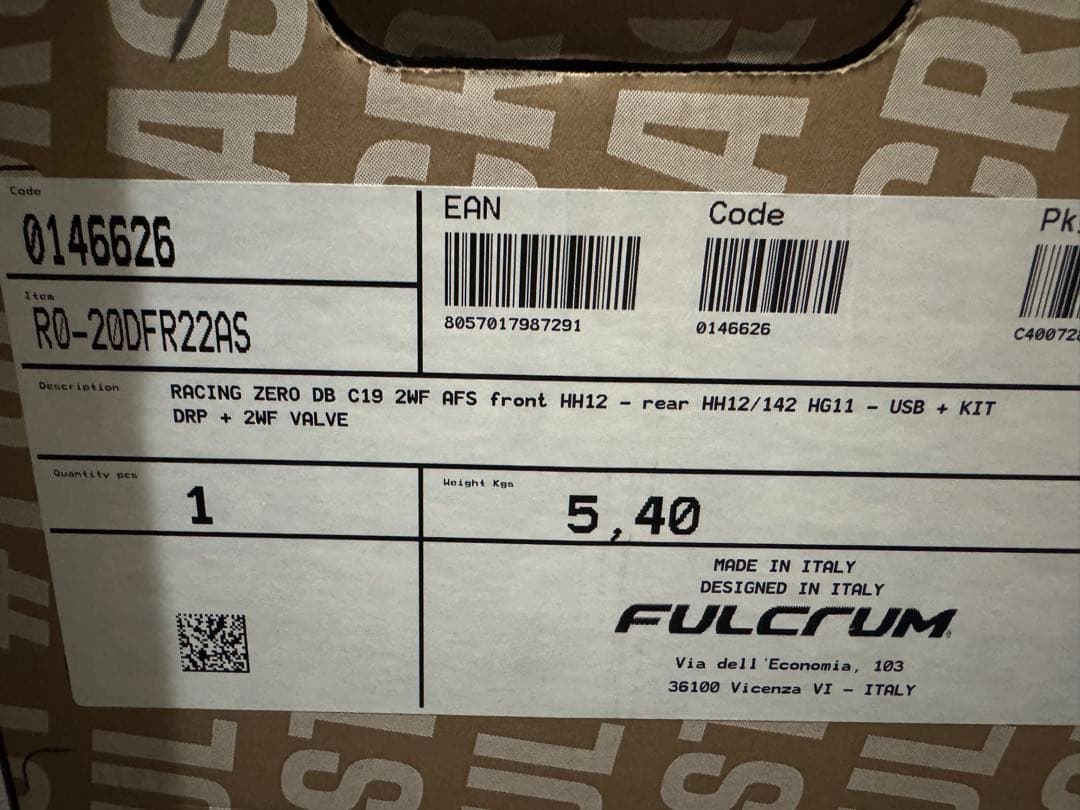 Code
0146626
Item
R0-20DFR22AS
EAN
8057017987291
Code
0146626
Pk
C40072
Description
RACING ZERO DB C19 2WF AFS front HH12 - rear HH12/142 HG11 - USB + KIT
DRP + 2WF VALVE
Quantity pcs
1
Weight Kgs
5,40
MADE IN ITALY
DESIGNED IN ITALY
FULCRUM
Via dell'Economia, 103
36100 Vicenza VI - ITALY